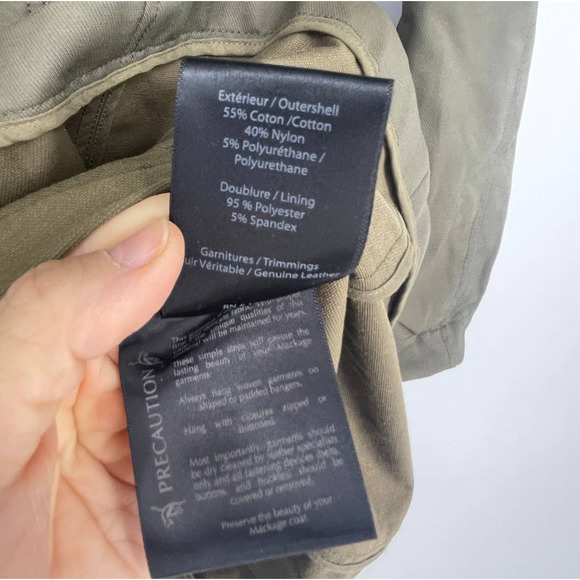 Extérieur / Outershell
55% Coton /Cotton
40% Nylon
5% Polyuréthane /
Polyurethane
Doublure / Lining
95 % Polyester
5% Spandex
Garnitures / Trimmings
uir Véritable / Genuine Leather
RN
PRECAUTION
These simple steps will ensure the
lasting beauty of your Mackage
garments:
Always hang woven garments on
shaped or padded hangers.
Hang with closures zipped or
buttoned.
Most importantly, garments should
be dry cleaned by leather specialists
only and all fastening devices (belts,
buttons, and buckles) should be
covered or removed.
Preserve the beauty of your
Mackage coat!